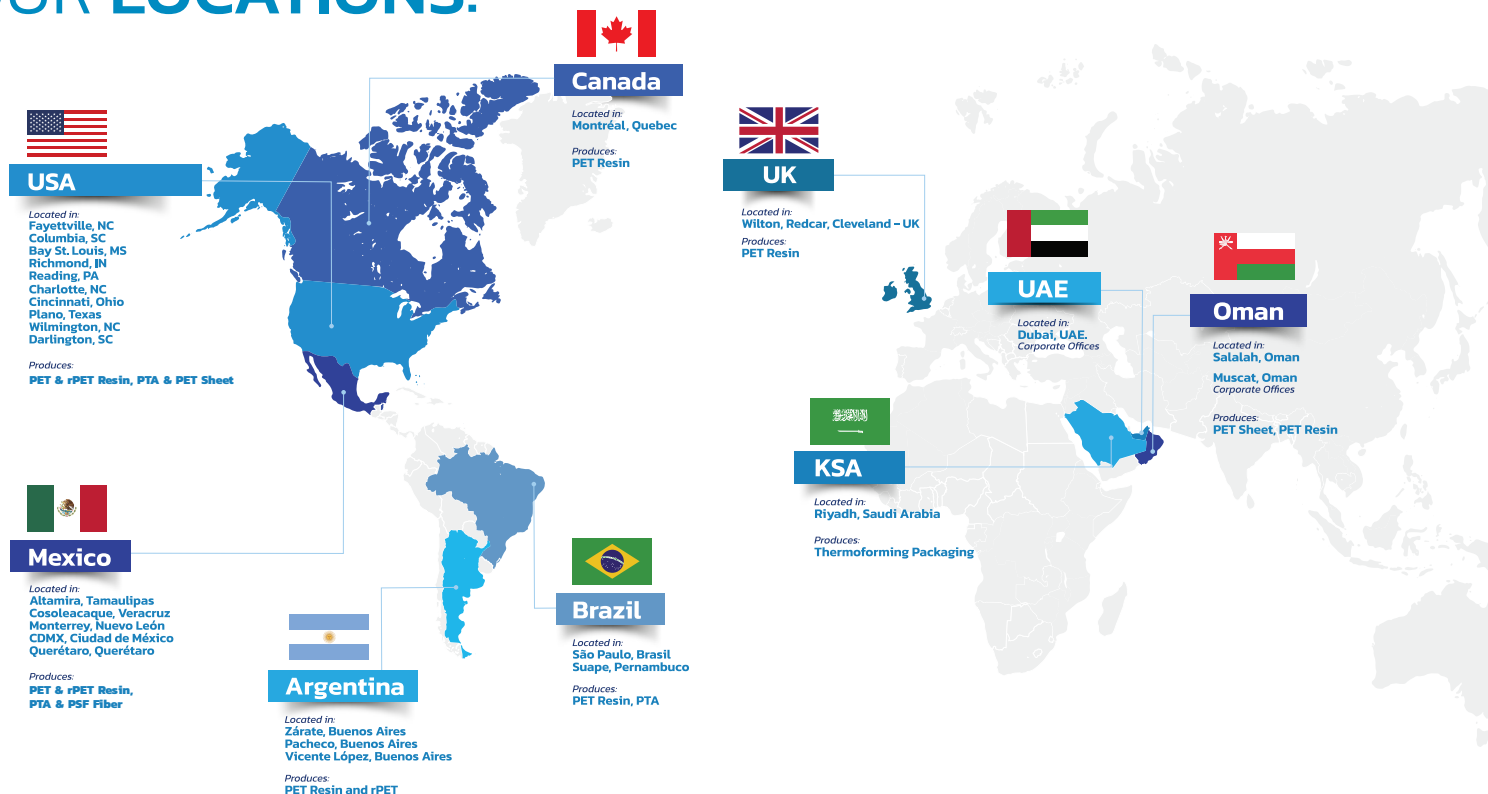 OUR LOCATIONS.
Canada
Located in:
Montréal, Quebec
Produces:
PET Resin
USA
Located in:
Fayettville, NC
Columbia, SC
Bay St. Louis, MS
Richmond, IN
Reading, PA
Charlotte, NC
Cincinnati, Ohio
Plano, Texas
Wilmington, NC
Darlington, SC
Produces:
PET & rPET Resin, PTA & PET Sheet
Mexico
Located in:
Altamira, Tamaulipas
Cosoleacaque, Veracruz
Monterrey, Nuevo León
CDMX, Ciudad de México
Querétaro, Querétaro
Produces:
PET & rPET Resin,
PTA & PSF Fiber
Argentina
Located in:
Zárate, Buenos Aires
Pacheco, Buenos Aires
Vicente López, Buenos Aires
Produces:
PET Resin and rPET
Brazil
Located in:
São Paulo, Brasil
Suape, Pernambuco
Produces:
PET Resin, PTA
UK
Located in:
Wilton, Redcar, Cleveland – UK
Produces:
PET Resin
UAE
Located in:
Dubai, UAE.
Corporate Offices
Oman
Located in:
Salalah, Oman
Muscat, Oman
Corporate Offices
Produces:
PET Sheet, PET Resin
KSA
Located in:
Riyadh, Saudi Arabia
Produces:
Thermoforming Packaging